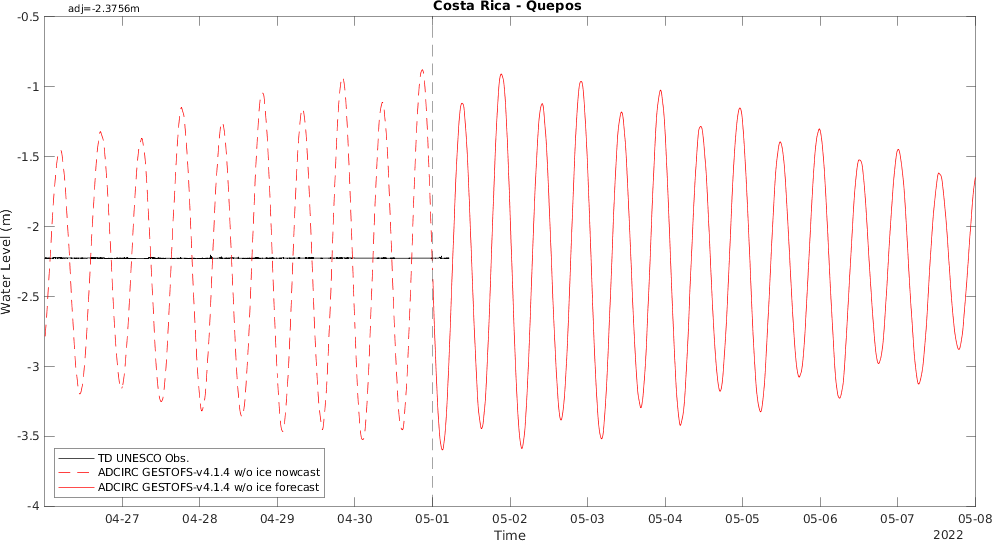 Costa Rica - Quepos
adj=-2.3756m
-0.5
-1
-1.5
-2
-2.5
-3
-3.5
-4
Water Level (m)
TD UNESCO Obs.
ADCIRC GESTOFS-v4.1.4 w/o ice nowcast
ADCIRC GESTOFS-v4.1.4 w/o ice forecast
04-27 04-28 04-29 04-30 05-01 05-02 05-03 05-04 05-05 05-06 05-07 05-08
Time
2022